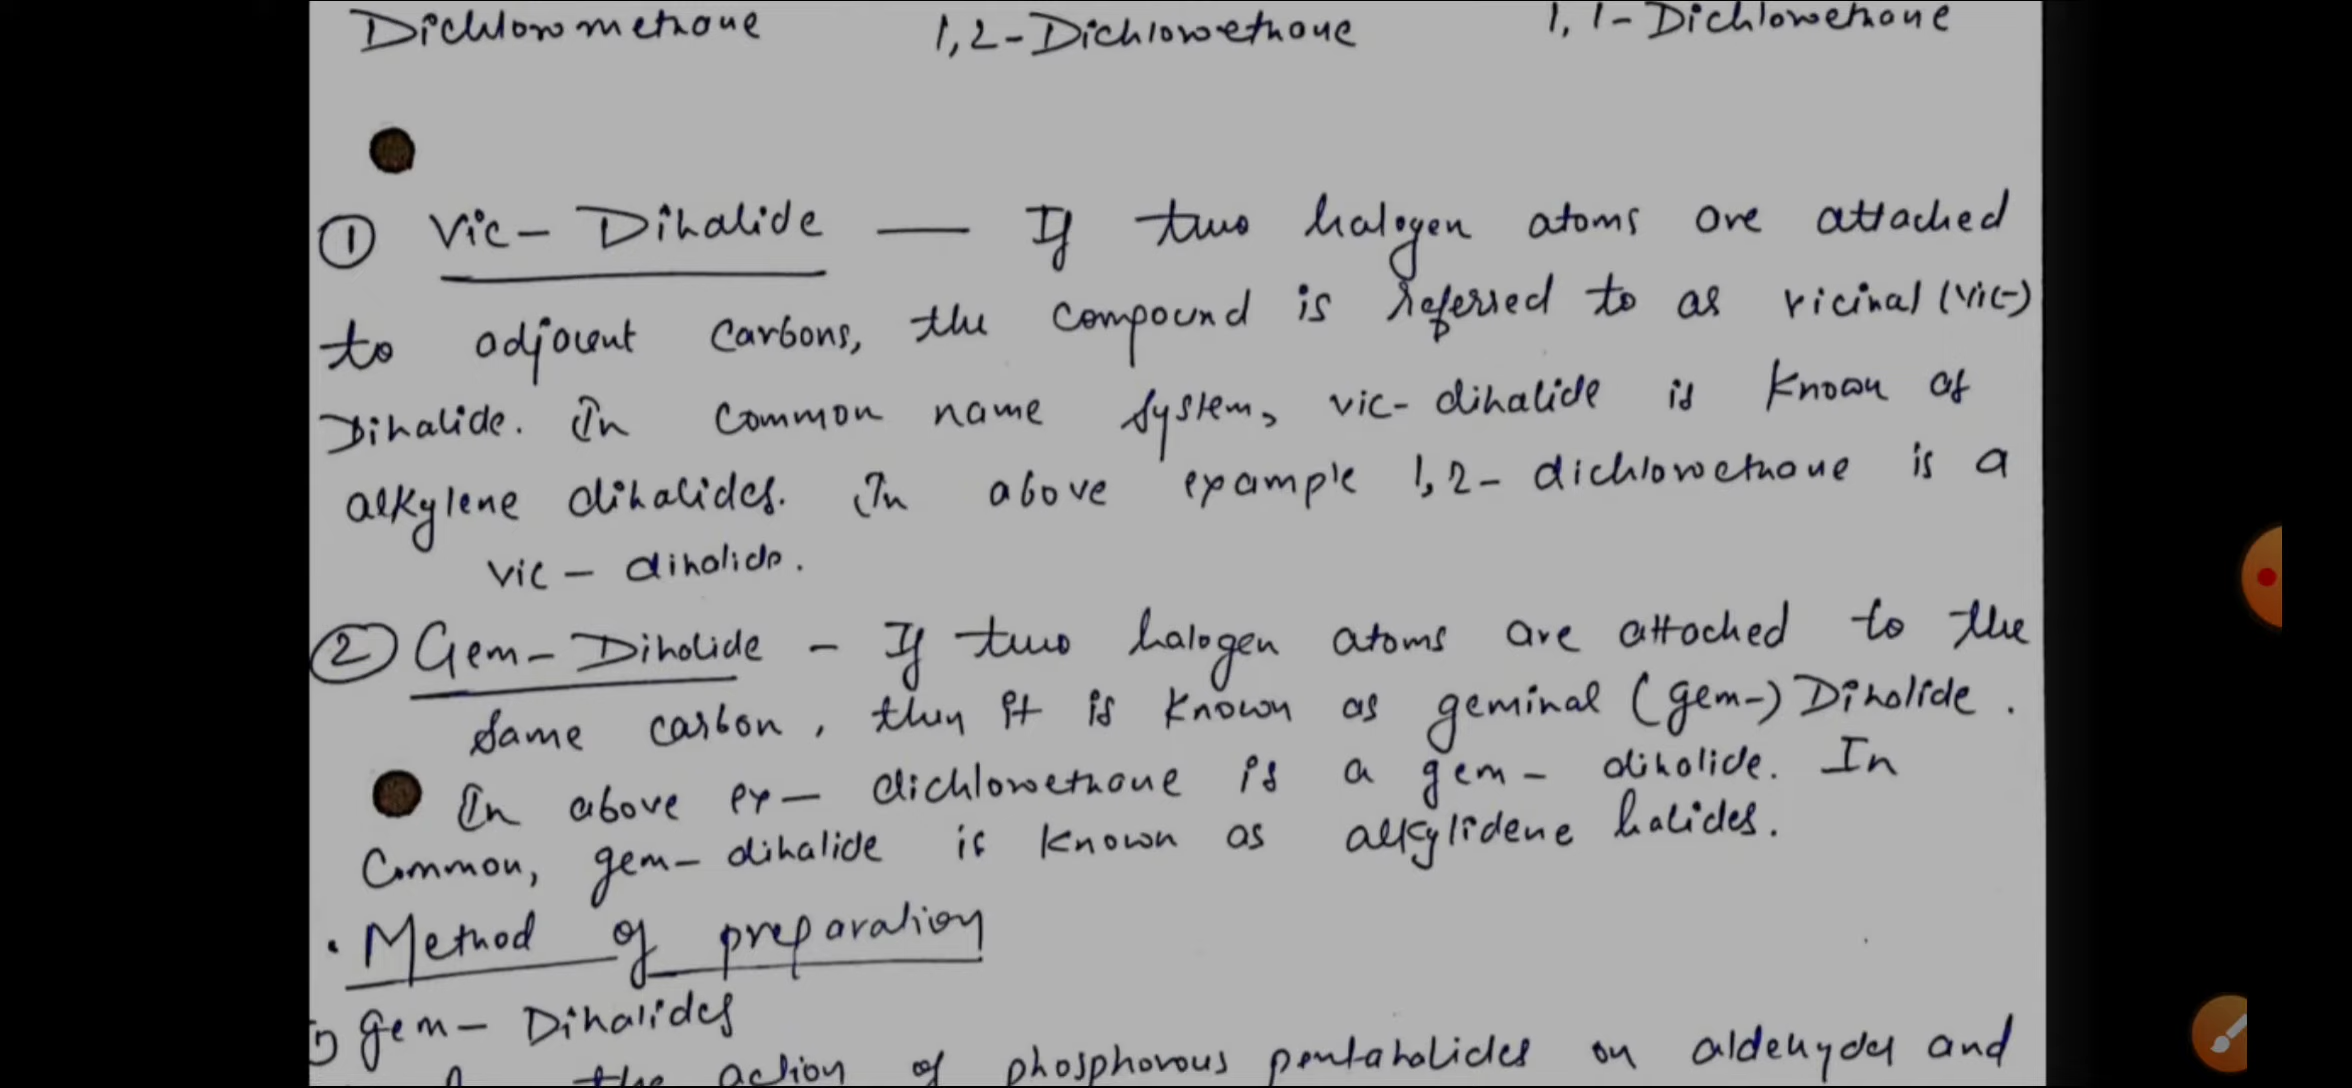 Dichloromethane 1,2-Dichloroethane 1,1-Dichloroethane
① Vic- Dihalide — If two halogen atoms are attached
to adjacent carbons, the compound is referred to as vicinal (vic-)
Dihalide. In common name system, vic- dihalide is known as
alkylene dihalides. In above example 1,2- dichloroethane is a
vic - dihalide.
② Gem- Dihalide - If two halogen atoms are attached to the
same carbon, then it is known as geminal (gem-) Dihalide.
In above ex- dichloroethane is a gem- dihalide. In
Common, gem- dihalide is known as alkylidene halides.
. Method of preparation
gem- Dihalides
the action of phosphorous pentahalides on aldehydes and